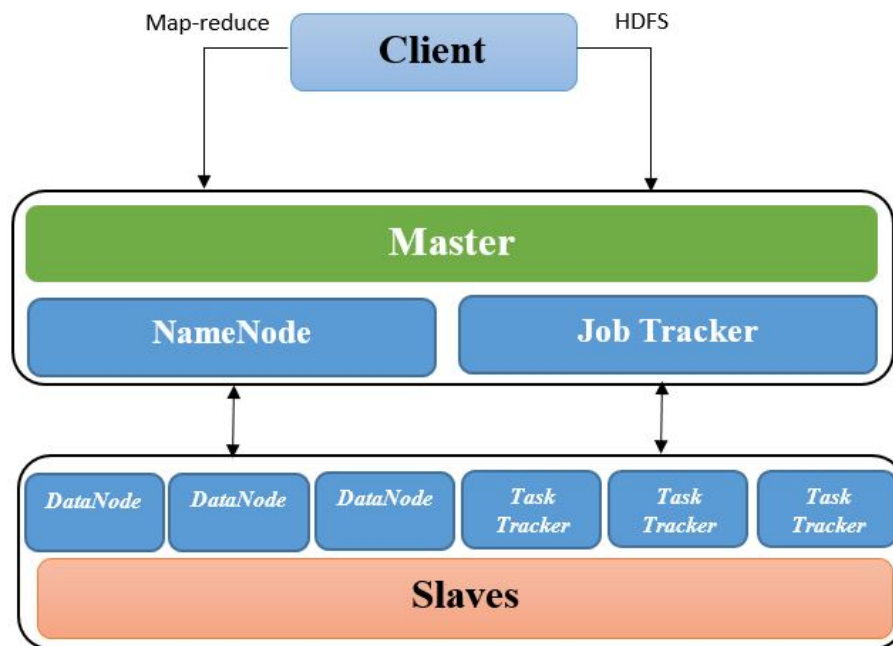 Map-reduce
Client
HDFS
Master
NameNode
Job Tracker
DataNode
DataNode
DataNode
Task
Tracker
Task
Tracker
Task
Tracker
Slaves